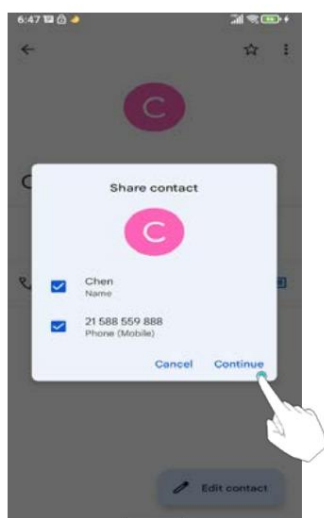 6:47
C
C
Share contact
C
Chen
Name
21 588 559 888
Phone (Mobile)
Cancel Continue
Edit contact